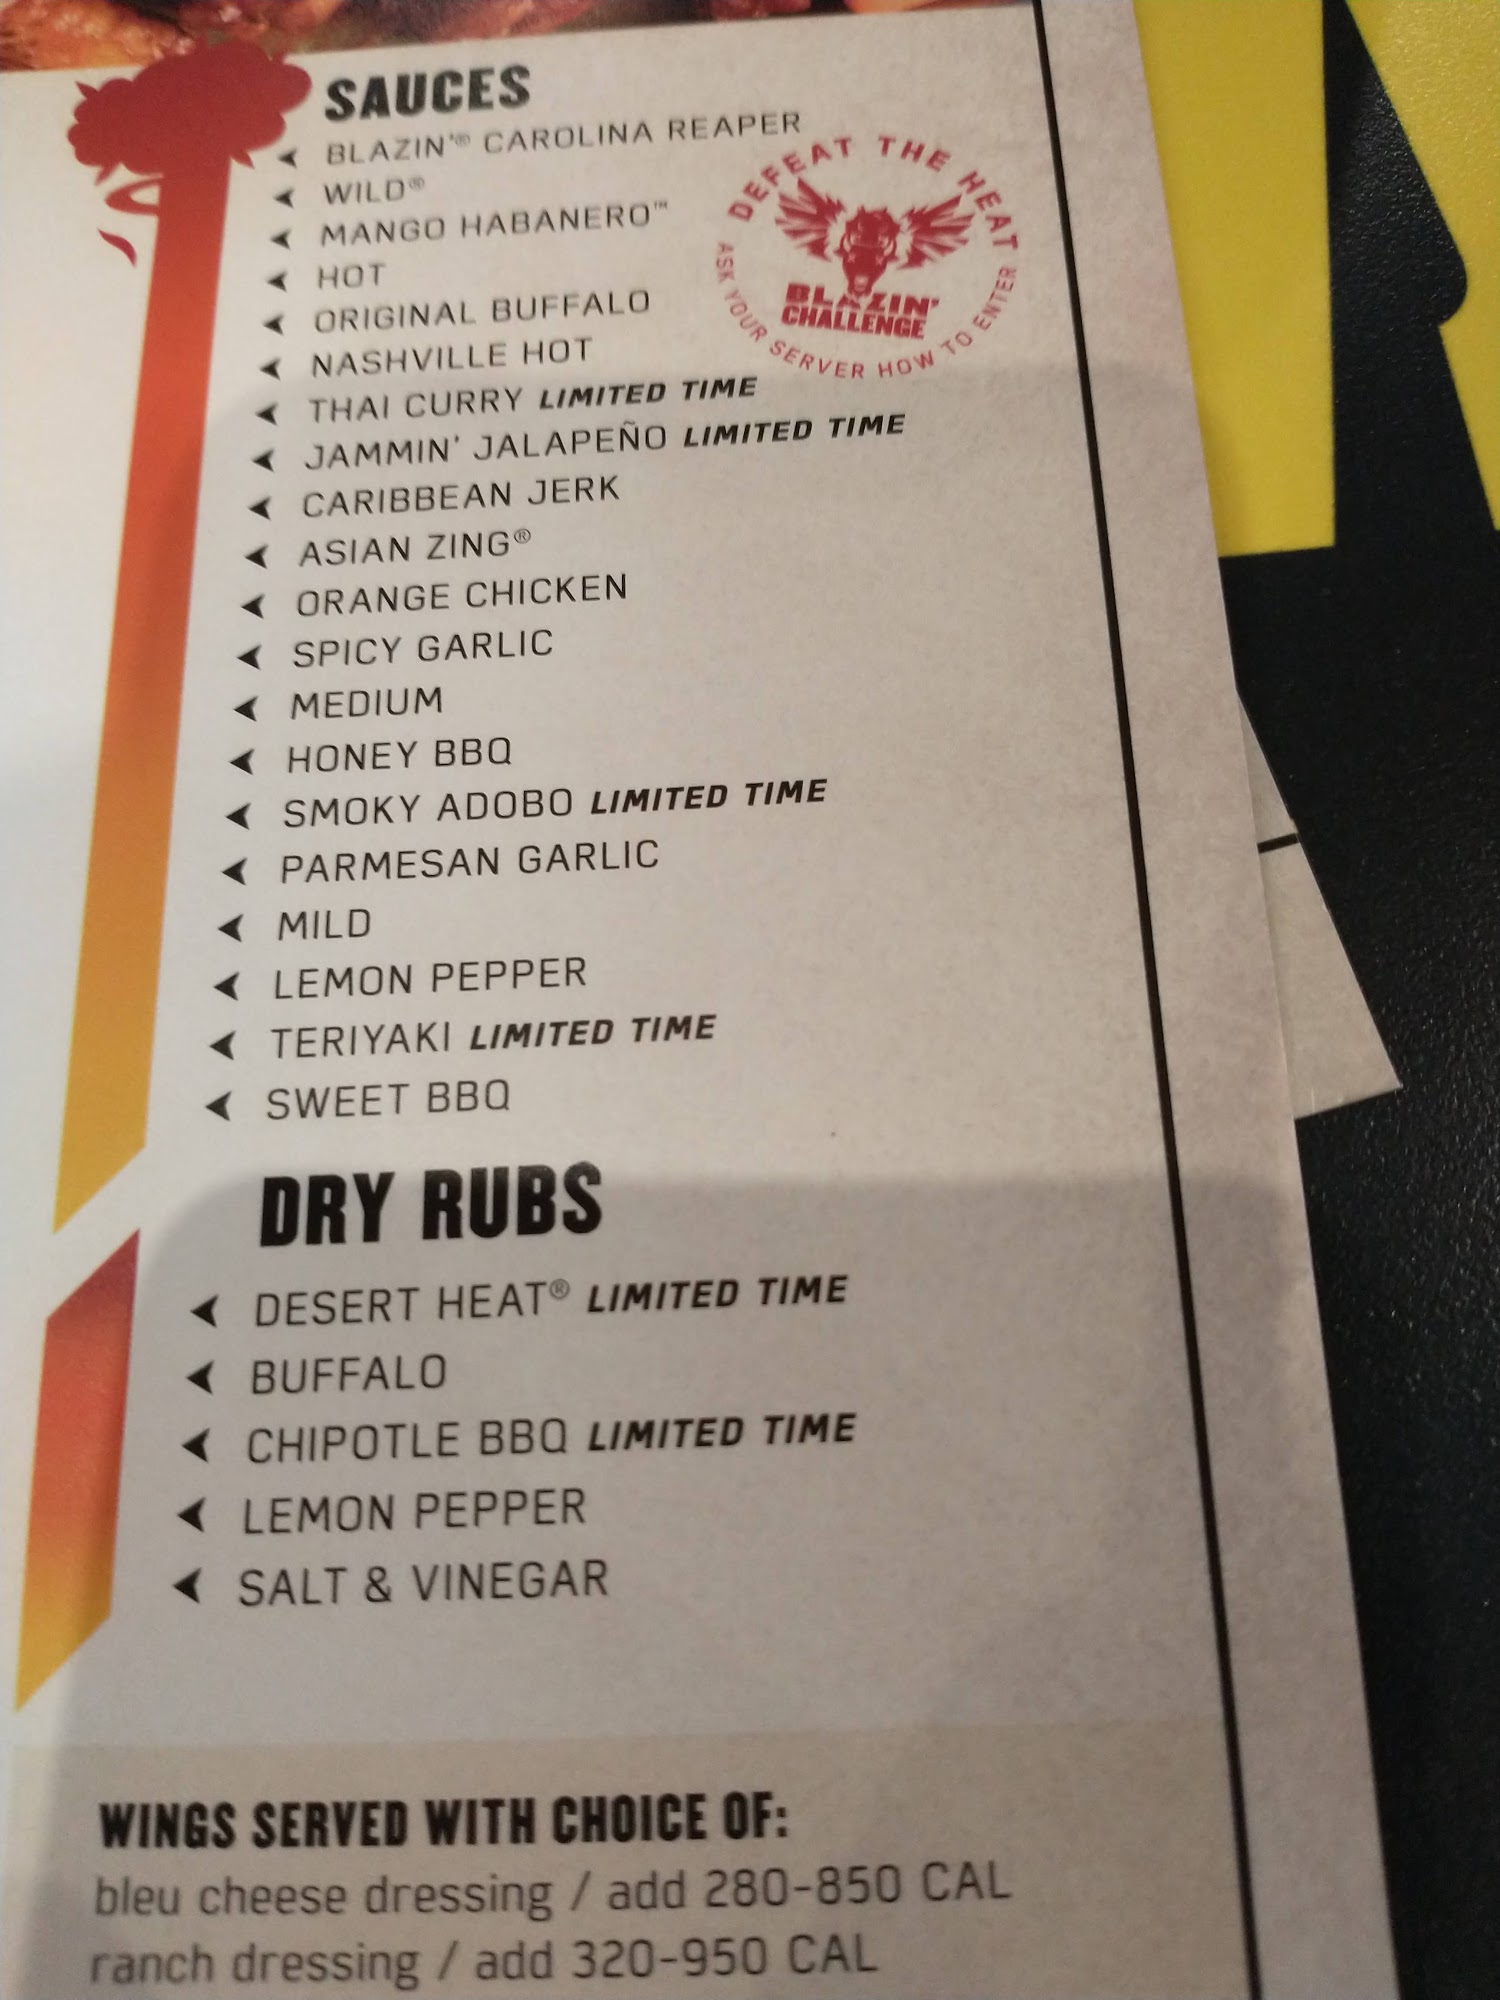 SAUCES
BLAZIN'® CAROLINA REAPER
WILD®
MANGO HABANERO™
HOT
ORIGINAL BUFFALO
NASHVILLE HOT
THAI CURRY LIMITED TIME
JAMMIN' JALAPEÑO LIMITED TIME
CARIBBEAN JERK
ASIAN ZING®
ORANGE CHICKEN
SPICY GARLIC
MEDIUM
HONEY BBQ
SMOKY ADOBO LIMITED TIME
PARMESAN GARLIC
MILD
LEMON PEPPER
TERIYAKI LIMITED TIME
SWEET BBQ
DEFEAT THE HEAT
BLAZIN'
CHALLENGE
ASK YOUR SERVER HOW TO ENTER
DRY RUBS
DESERT HEAT® LIMITED TIME
BUFFALO
CHIPOTLE BBQ LIMITED TIME
LEMON PEPPER
SALT & VINEGAR
WINGS SERVED WITH CHOICE OF:
bleu cheese dressing / add 280-850 CAL
ranch dressing / add 320-950 CAL